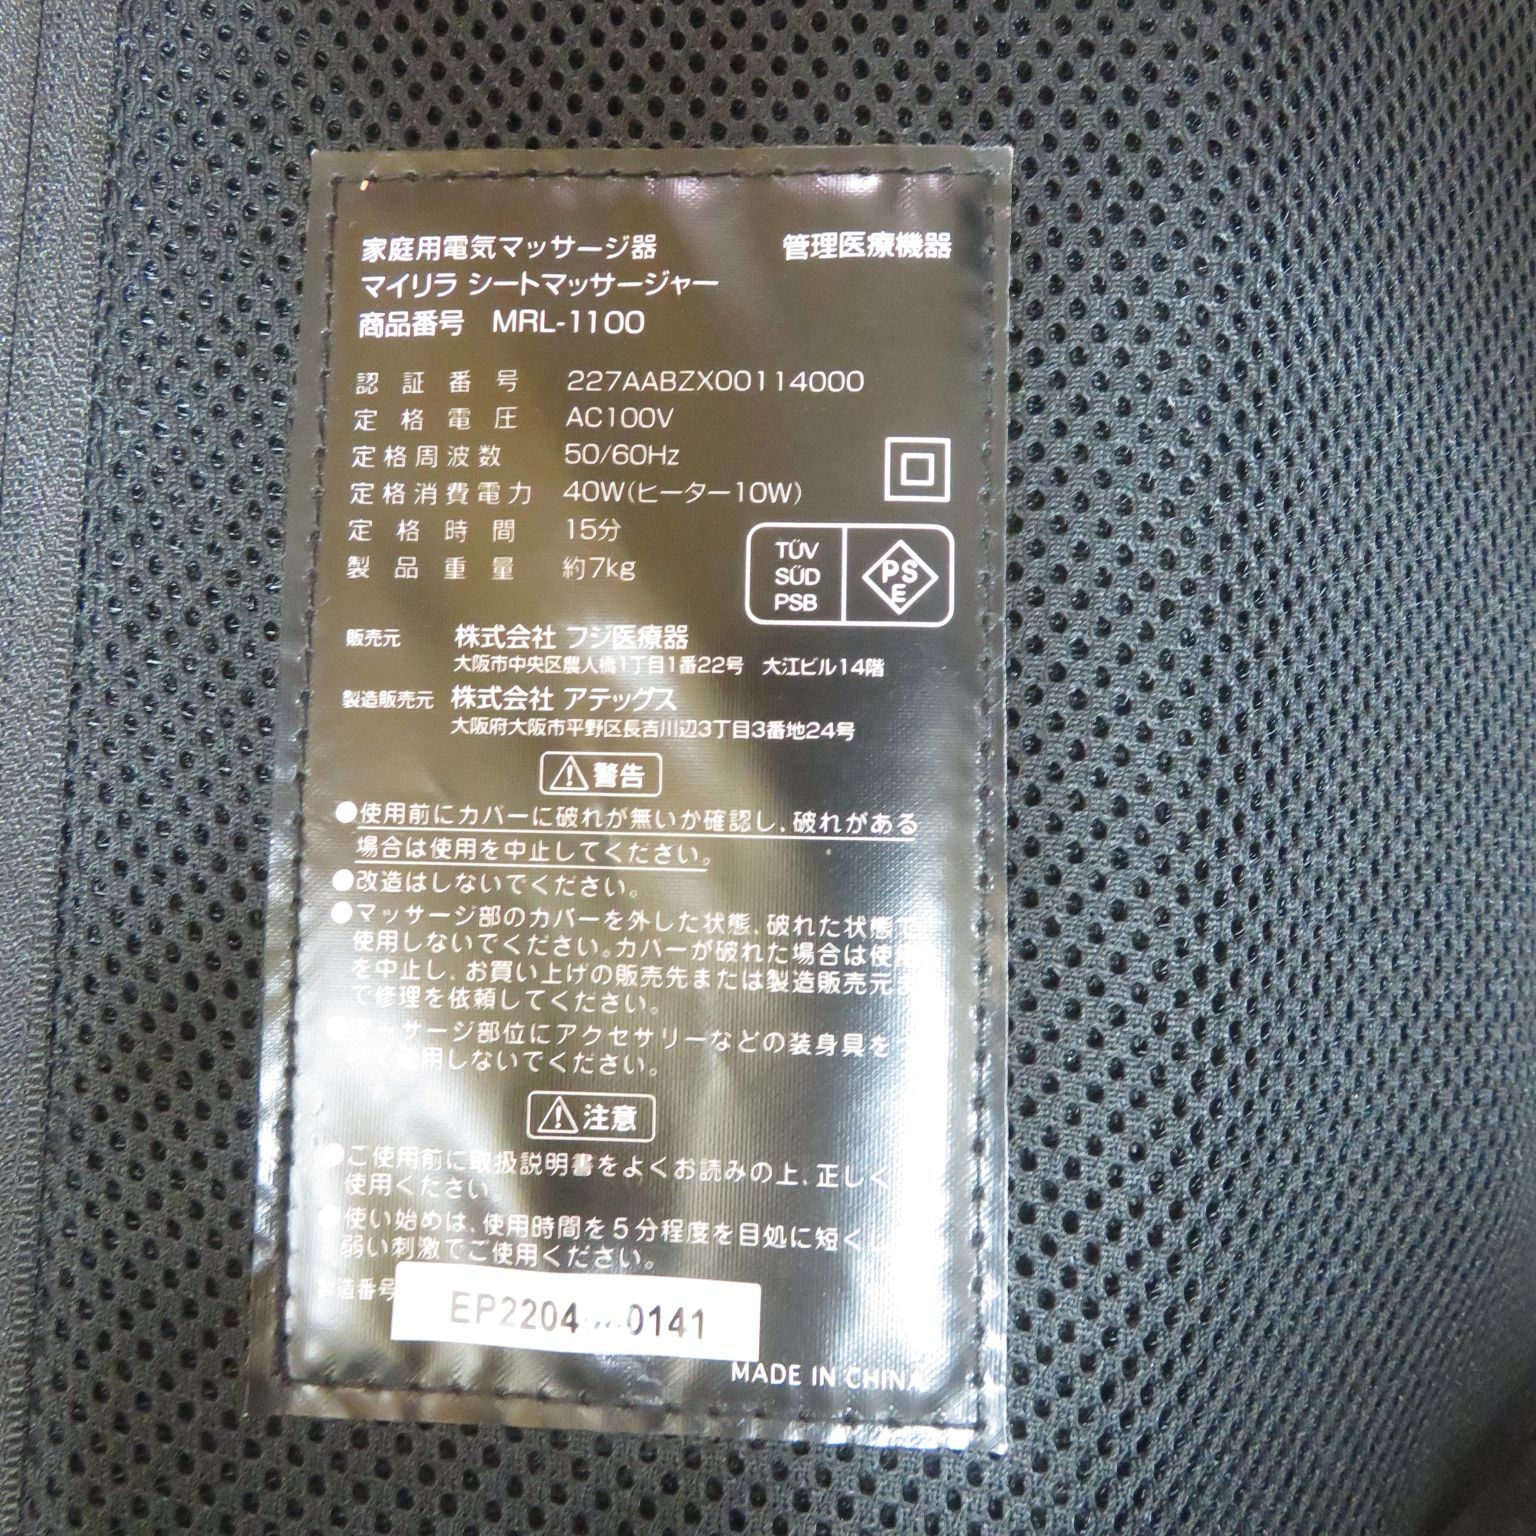 家庭用電気マッサージ器 管理医療機器
マイリラ シートマッサージャー
商品番号 MRL-1100
認証番号 227AABZX00114000
定格電圧 AC100V
定格周波数 50/60Hz
定格消費電力 40W(ヒーター10W)
定格時間 15分
製品重量 約7kg
TÜV
SÜD
PSB
PS
E
販売元 株式会社 フジ医療器
大阪市中央区農人橋1丁目1番22号 大江ビル14階
製造販売元 株式会社 アテックス
大阪府大阪市平野区長吉川辺3丁目3番地24号
警告
●使用前にカバーに破れが無いか確認し、破れがある
場合は使用を中止してください。
●改造はしないでください。
●マッサージ部のカバーを外した状態、破れた状態で
使用しないでください。カバーが破れた場合は使用
を中止し、お買い上げの販売先または製造販売元
で修理を依頼してください。
マッサージ部位にアクセサリーなどの装身具を
使用しないでください。
注意
●ご使用前に取扱説明書をよくお読みの上、正しく
使用ください。
●使い始めは、使用時間を5分程度を目処に短くし
弱い刺激でご使用ください。
製造番号 EP2204 0141
MADE IN CHINA